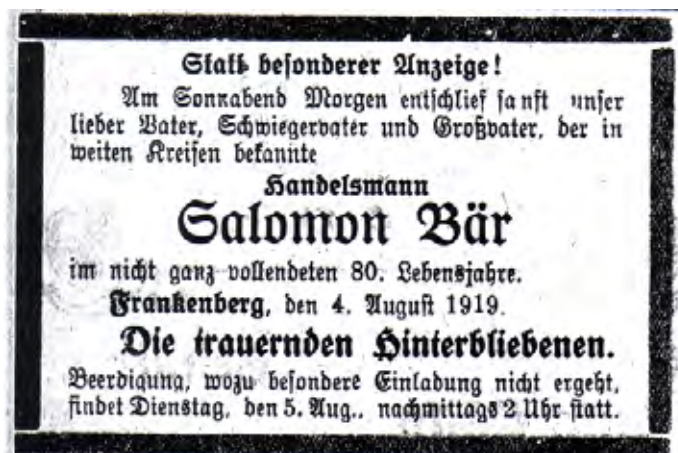 Statt besonderer Anzeige!
Am Sonnabend Morgen entschlief sanft unser
lieber Vater, Schwiegervater und Großvater, der in
weiten Kreisen bekannte
Handelsmann
Salomon Bär
im nicht ganz vollendeten 80. Lebensjahre.
Frankenberg, den 4. August 1919.
Die trauernden Hinterbliebenen.
Beerdigung, wozu besondere Einladung nicht ergeht,
findet Dienstag, den 5. Aug., nachmittags 2 Uhr statt.